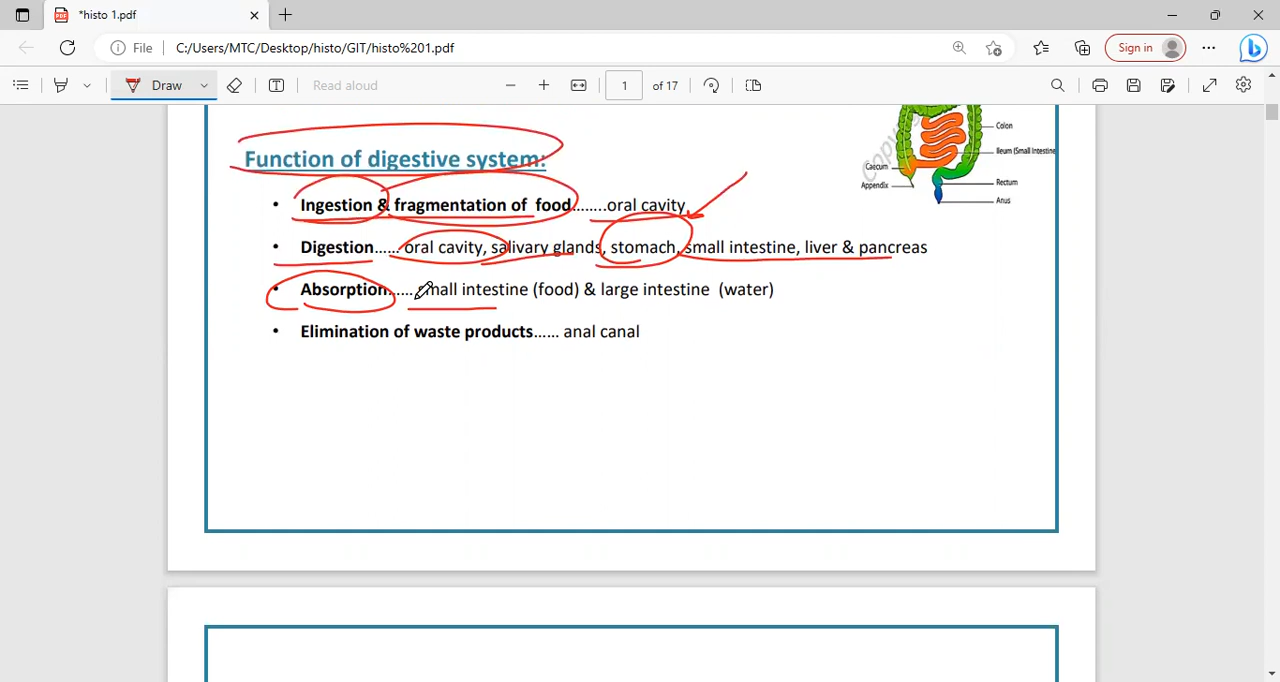 *histo 1.pdf
File C:/Users/MTC/Desktop/histo/GIT/histo%201.pdf Sign in
Draw Read aloud 1 of 17
Function of digestive system:
Colon
Ileum (Small Intestine
Caecum
Rectum
Appendix
Anus
• Ingestion & fragmentation of food........oral cavity
• Digestion...... oral cavity, salivary glands, stomach, small intestine, liver & pancreas
• Absorption...... small intestine (food) & large intestine (water)
• Elimination of waste products...... anal canal